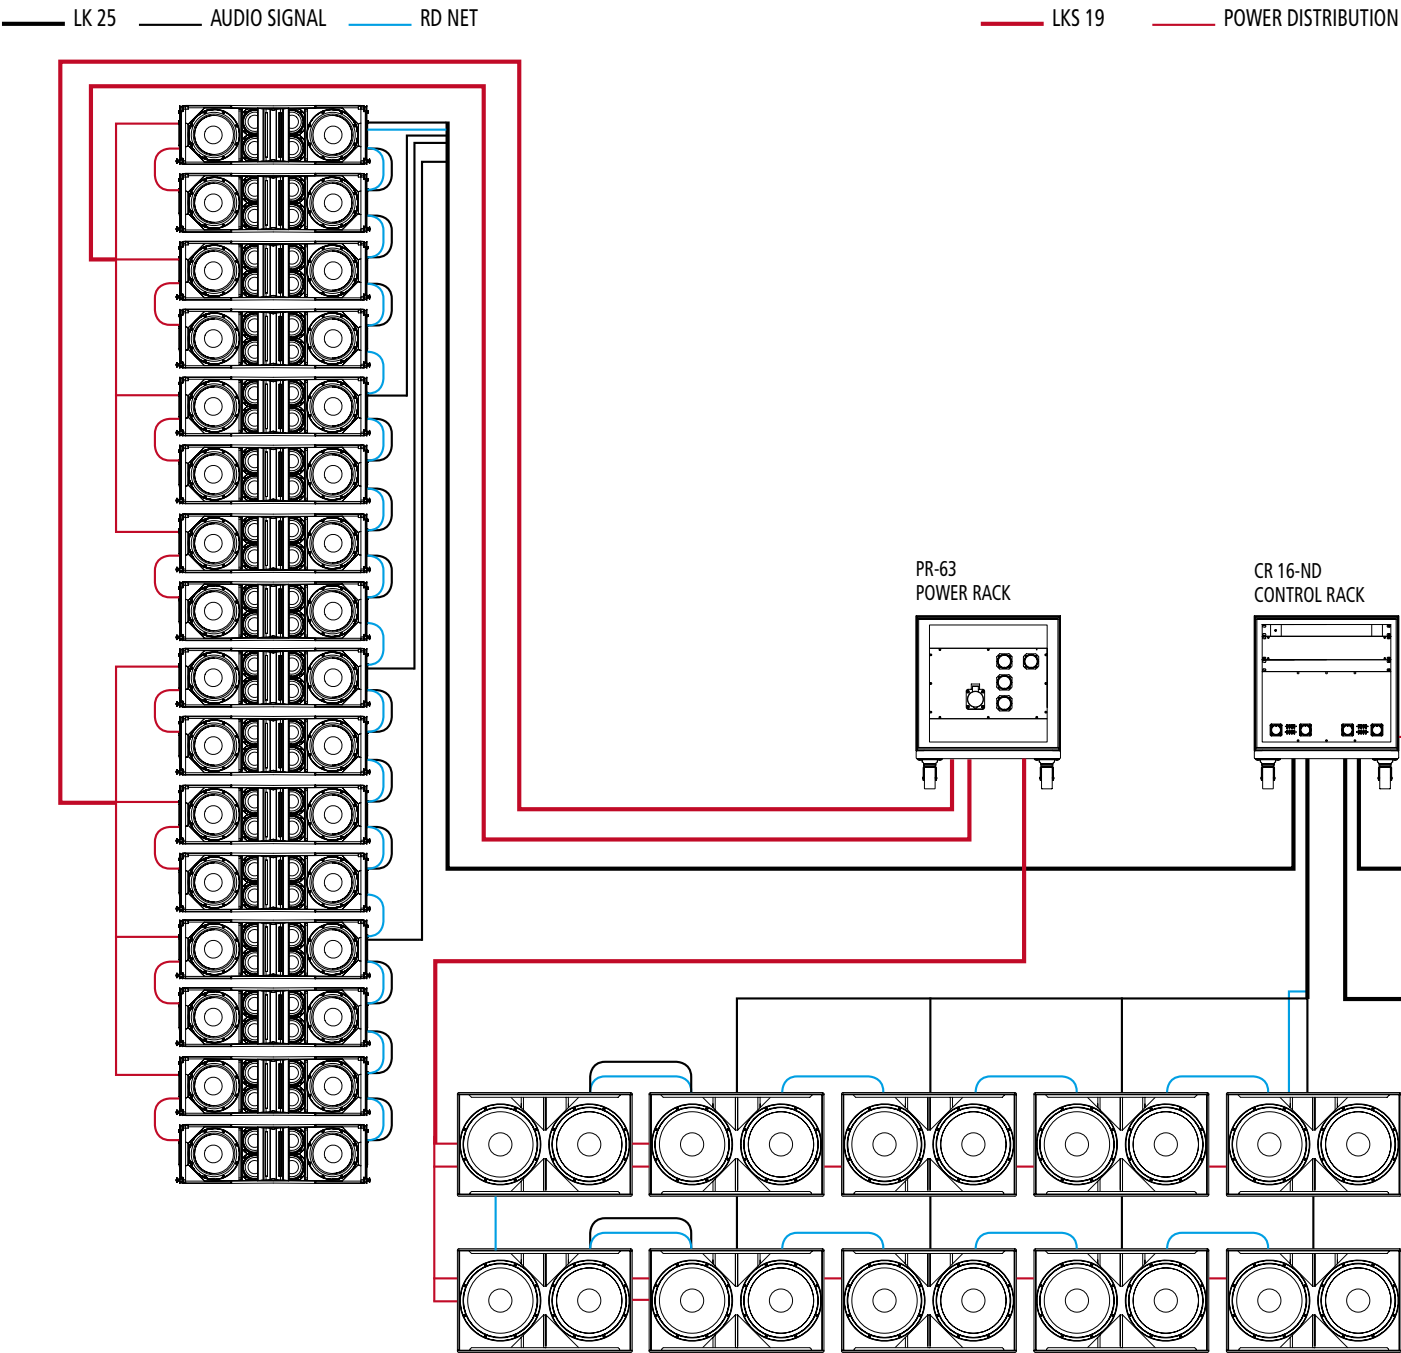 LK 25 AUDIO SIGNAL RD NET LKS 19 POWER DISTRIBUTION
PR-63
POWER RACK
CR 16-ND
CONTROL RACK